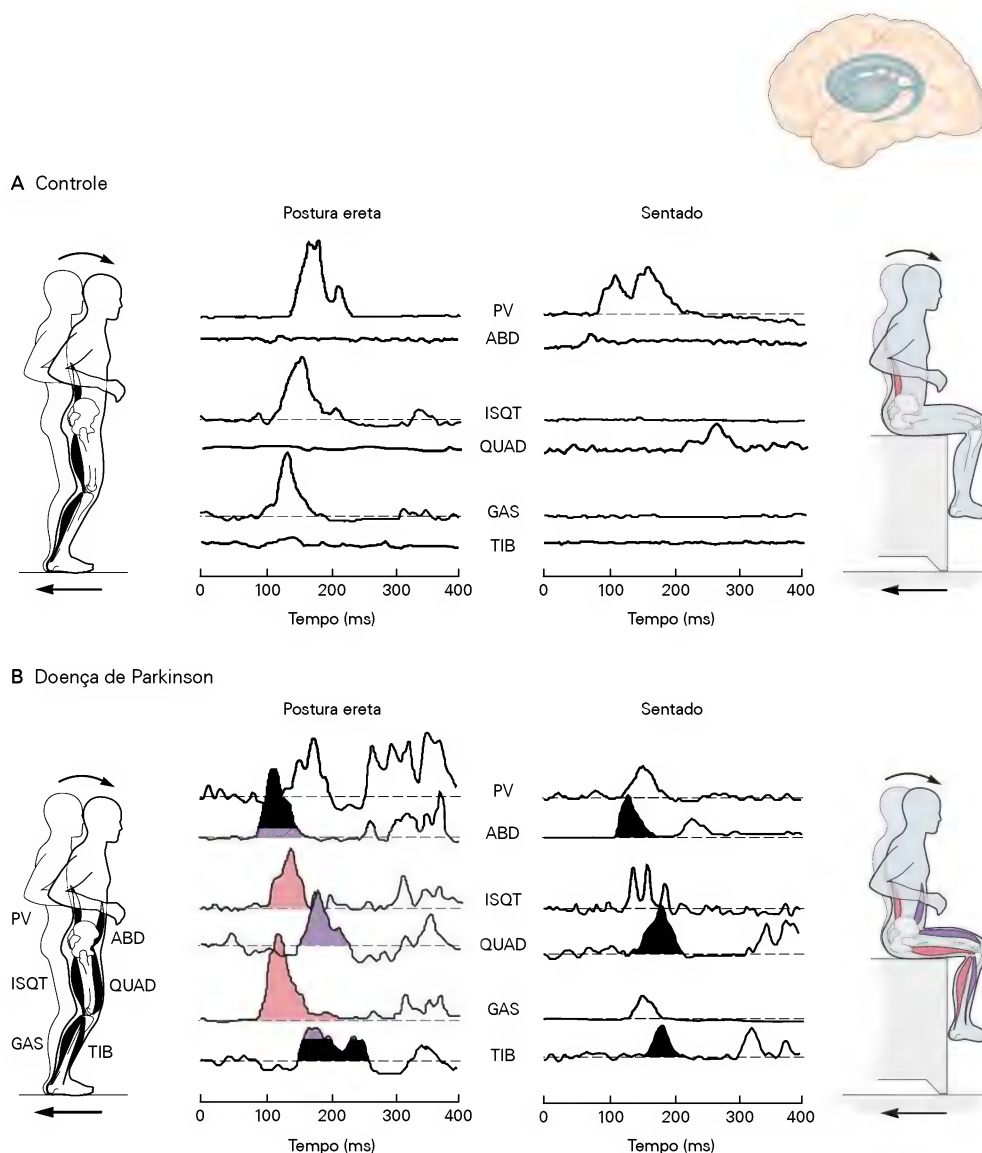 A Controle
Postura ereta
Sentado
PV
ABD
ISQT
QUAD
GAS
TIB
0 100 200 300 400
0 100 200 300 400
Tempo (ms)
Tempo (ms)
B Doença de Parkinson
Postura ereta
Sentado
PV
ABD
ISQT
QUAD
GAS
TIB
PV
ABD
ISQT
QUAD
GAS
TIB
0 100 200 300 400
0 100 200 300 400
Tempo (ms)
Tempo (ms)